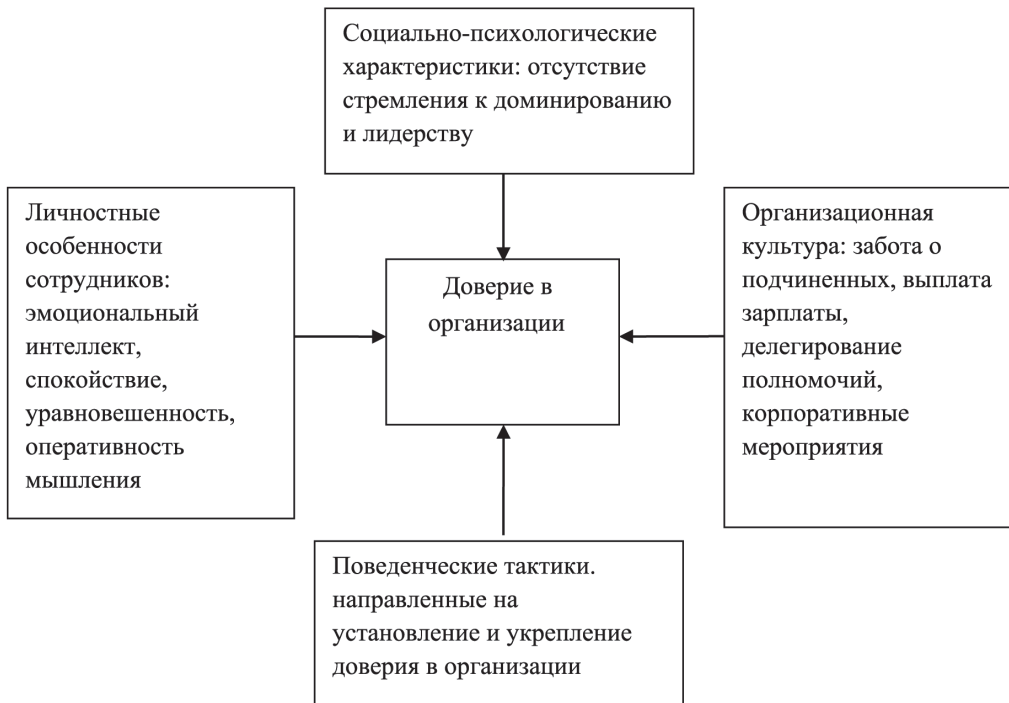 Социально-психологические
характеристики: отсутствие
стремления к доминированию
и лидерству
Личностные
особенности
сотрудников:
эмоциональный
интеллект,
спокойствие,
уравновешенность,
оперативность
мышления
Доверие в
организации
Организационная
культура: забота о
подчиненных, выплата
зарплаты,
делегирование
полномочий,
корпоративные
мероприятия
Поведенческие тактики.
направленные на
установление и укрепление
доверия в организации